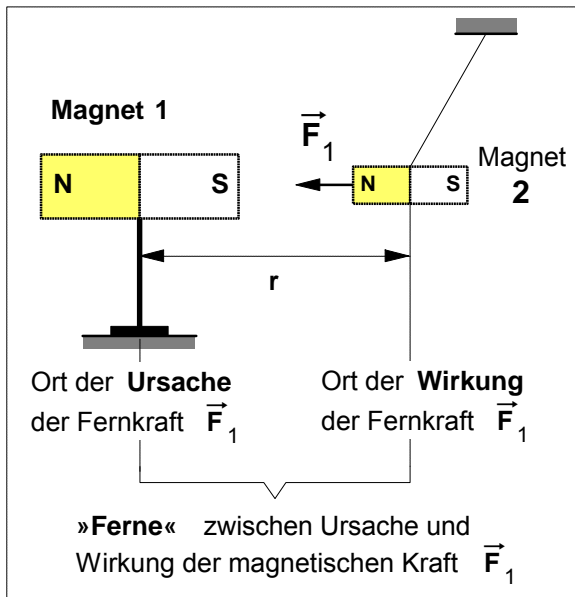 Magnet 1
N S
F₁
N S
Magnet
2
r
Ort der Ursache
der Fernkraft F₁
Ort der Wirkung
der Fernkraft F₁
»Ferne« zwischen Ursache und
Wirkung der magnetischen Kraft F₁